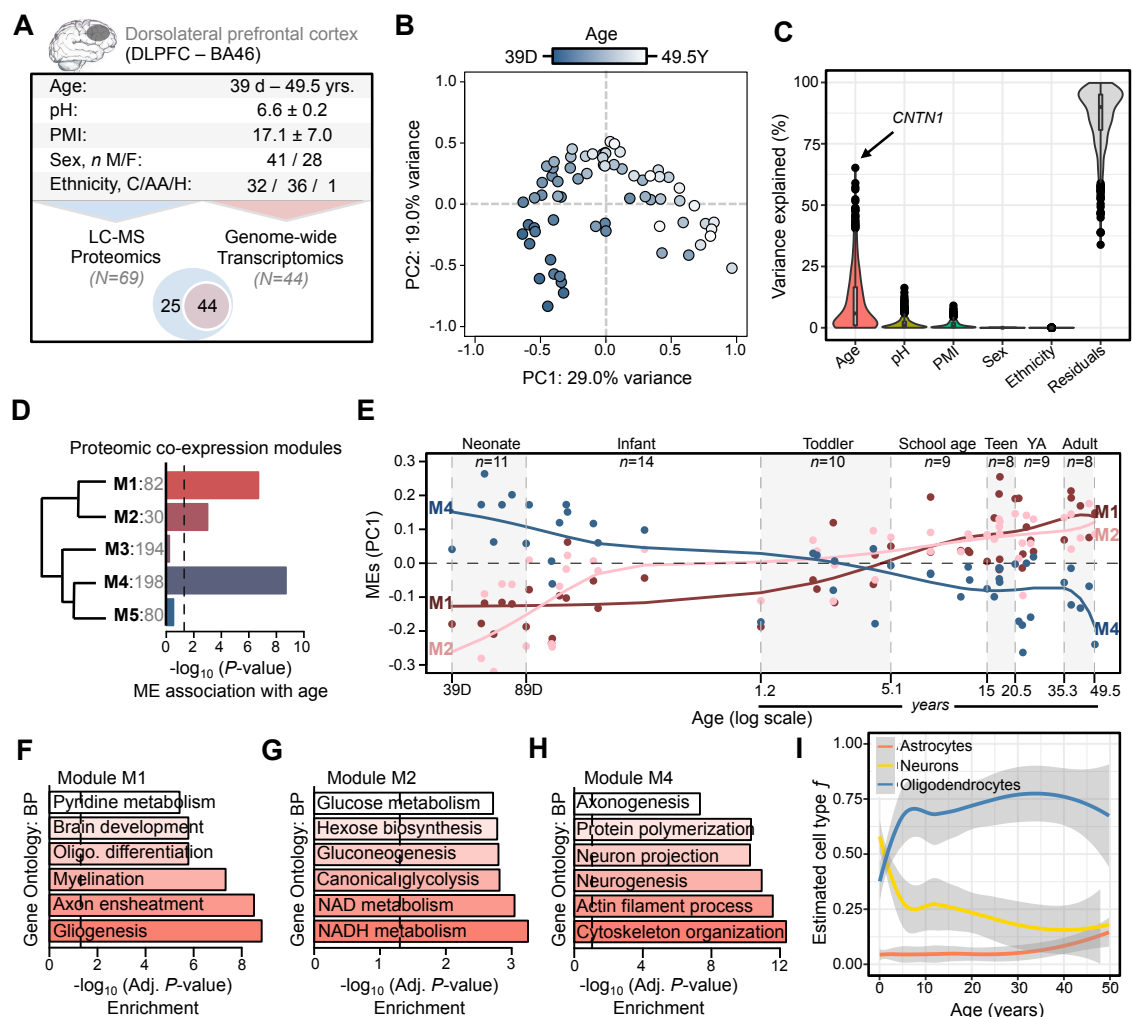 A
Dorsolateral prefrontal cortex
(DLPFC – BA46)
Age: 39 d – 49.5 yrs.
pH: 6.6 ± 0.2
PMI: 17.1 ± 7.0
Sex, n M/F: 41 / 28
Ethnicity, C/AA/H: 32 / 36 / 1
LC-MS
Proteomics
(N=69)
Genome-wide
Transcriptomics
(N=44)
25
44
B
Age
39D
49.5Y
1.0
0.5
0.0
-0.5
-1.0
PC2: 19.0% variance
-1.0
-0.5
0.0
0.5
1.0
PC1: 29.0% variance
C
CNTN1
100
75
50
25
0
Variance explained (%)
Age
pH
PMI
Sex
Ethnicity
Residuals
D
Proteomic co-expression modules
M1:82
M2:30
M3:194
M4:198
M5:80
0 2 4 6 8 10
-log10 (P-value)
ME association with age
E
Neonate
n=11
Infant
n=14
Toddler
n=10
School age
n=9
Teen
n=8
YA
n=9
Adult
n=8
0.3
0.2
0.1
0.0
-0.1
-0.2
-0.3
MEs (PC1)
M4
M1
M2
M1
M2
M4
39D
89D
1.2
5.1
15
20.5
35.3
49.5
years
Age (log scale)
F
Module M1
Gene Ontology: BP
Pyridine metabolism
Brain development
Oligo. differentiation
Myelination
Axon ensheatment
Gliogenesis
0 2 4 6 8
-log10 (Adj. P-value)
Enrichment
G
Module M2
Gene Ontology: BP
Glucose metabolism
Hexose biosynthesis
Gluconeogenesis
Canonicalglycolysis
NAD metabolism
NADH metabolism
0 1 2 3
-log10 (Adj. P-value)
Enrichment
H
Module M4
Gene Ontology: BP
Axonogenesis
Protein polymerization
Neuron projection
Neurogenesis
Actin filament process
Cytoskeleton organization
0 4 8 12
-log10 (Adj. P-value)
Enrichment
I
Astrocytes
Neurons
Oligodendrocytes
1.00
0.75
0.50
0.25
0.00
Estimated cell type f
0 10 20 30 40 50
Age (years)